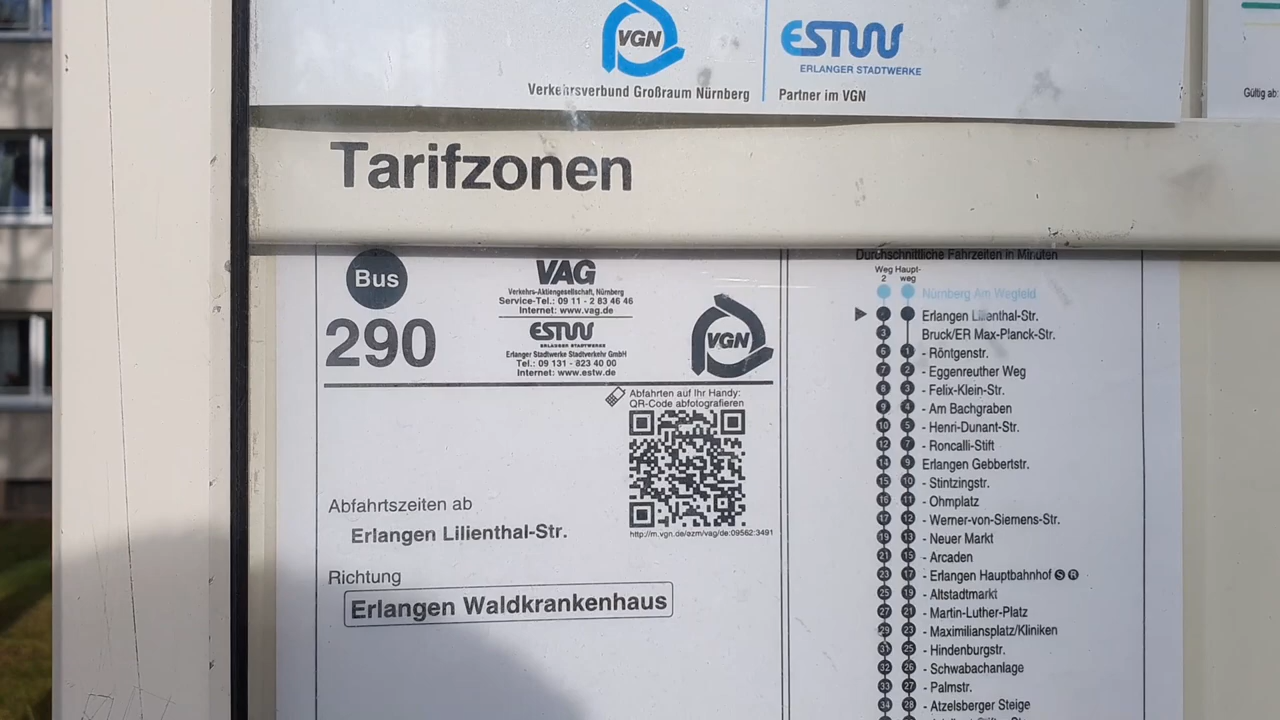 VGN
Verkehrsverbund Großraum Nürnberg
ESTW
ERLANGER STADTWERKE
Partner im VGN
Gültig ab:
Tarifzonen
Bus
290
VAG
Verkehrs-Aktiengesellschaft, Nürnberg
Service-Tel.: 09 11 - 2 83 46 46
Internet: www.vag.de
ESTW
ERLANGER STADTWERKE
Erlanger Stadtwerke Stadtverkehr GmbH
Tel.: 09 131 - 823 40 00
Internet: www.estw.de
VGN
Abfahrten auf Ihr Handy:
QR-Code abfotografieren
http://m.vgn.de/ezm/vag/de:09562:3491
Abfahrtszeiten ab
Erlangen Lilienthal-Str.
Richtung
Erlangen Waldkrankenhaus
Durchschnittliche Fahrzeiten in Minuten
Weg Haupt-
2 weg
Nürnberg Am Wegfeld
Erlangen Lilienthal-Str.
3 Bruck/ER Max-Planck-Str.
1 - Röntgenstr.
7 2 - Eggenreuther Weg
8 3 - Felix-Klein-Str.
9 4 - Am Bachgraben
10 5 - Henri-Dunant-Str.
12 7 - Roncalli-Stift
14 9 Erlangen Gebbertstr.
15 10 - Stintzingstr.
16 11 - Ohmplatz
17 12 - Werner-von-Siemens-Str.
19 13 - Neuer Markt
21 15 - Arcaden
23 17 - Erlangen Hauptbahnhof S R
25 19 - Altstadtmarkt
27 21 - Martin-Luther-Platz
29 23 - Maximiliansplatz/Kliniken
31 25 - Hindenburgstr.
32 26 - Schwabachanlage
33 27 - Palmstr.
34 28 - Atzelsberger Steige